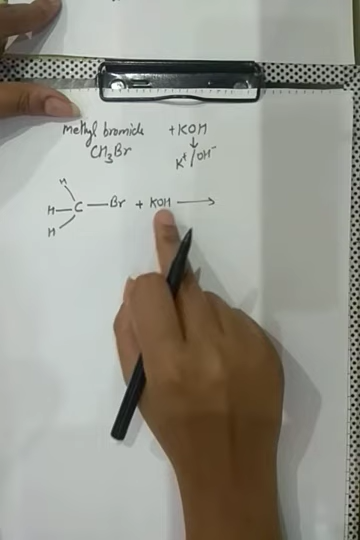 Methyl bromide + KOH
CH₃Br K⁺/OH⁻
H
H—C—Br + KOH ⟶
H